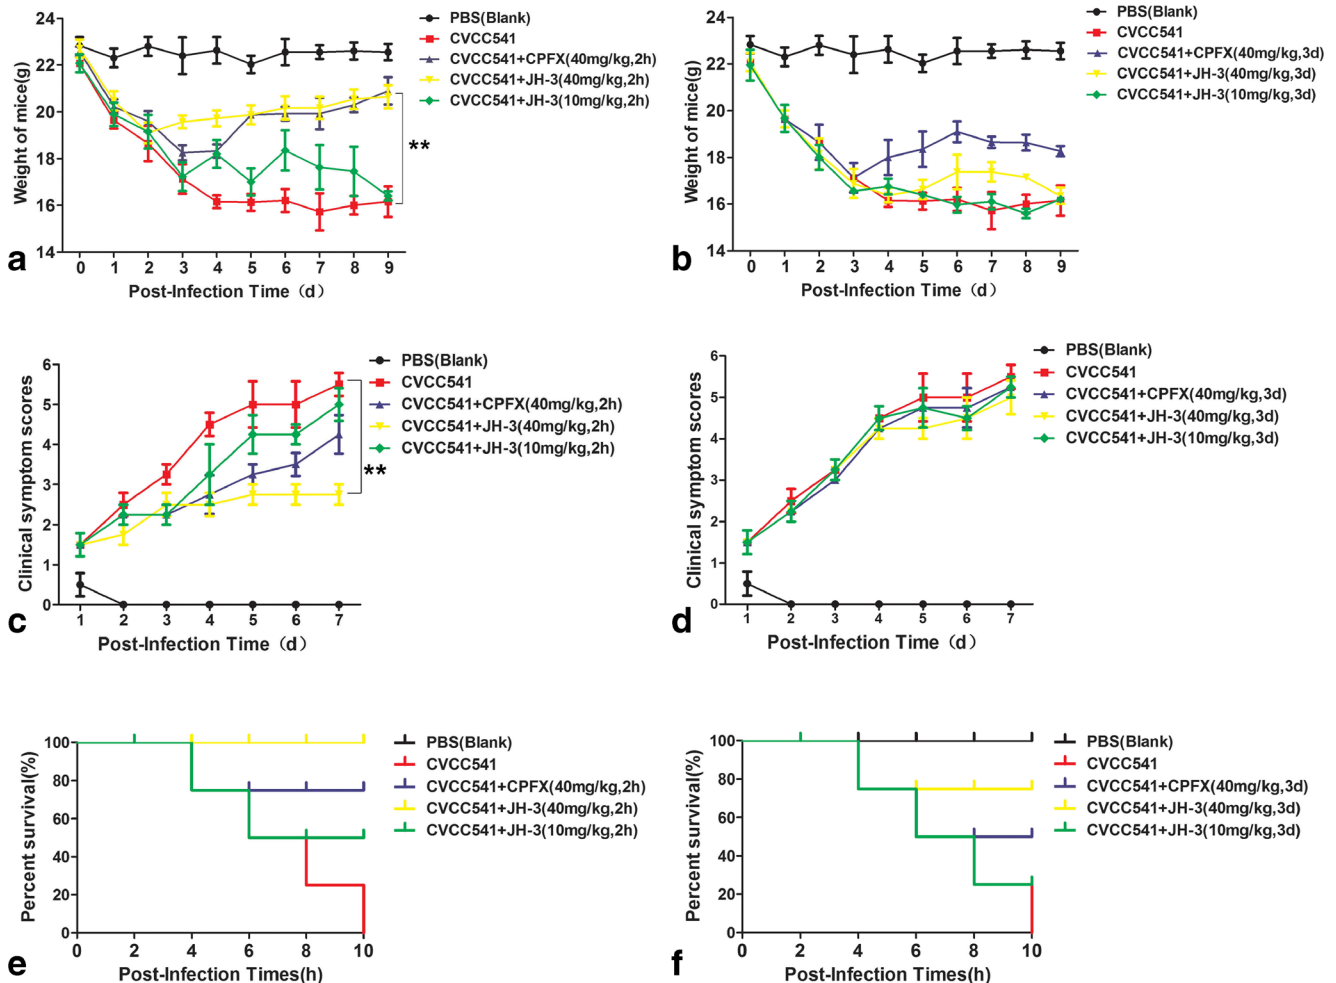 24
22
20
18
16
14
Weight of mice(g)
0 1 2 3 4 5 6 7 8 9
Post-Infection Time (d)
PBS(Blank)
CVCC541
CVCC541+CPFX(40mg/kg,2h)
CVCC541+JH-3(40mg/kg,2h)
CVCC541+JH-3(10mg/kg,2h)
**
a
24
22
20
18
16
14
Weight of mice(g)
0 1 2 3 4 5 6 7 8 9
Post-Infection Time (d)
PBS(Blank)
CVCC541
CVCC541+CPFX(40mg/kg,3d)
CVCC541+JH-3(40mg/kg,3d)
CVCC541+JH-3(10mg/kg,3d)
b
6
5
4
3
2
1
0
Clinical symptom scores
1 2 3 4 5 6 7
Post-Infection Time (d)
PBS(Blank)
CVCC541
CVCC541+CPFX(40mg/kg,2h)
CVCC541+JH-3(40mg/kg,2h)
CVCC541+JH-3(10mg/kg,2h)
**
c
6
5
4
3
2
1
0
Clinical symptom scores
1 2 3 4 5 6 7
Post-Infection Time (d)
PBS(Blank)
CVCC541
CVCC541+CPFX(40mg/kg,3d)
CVCC541+JH-3(40mg/kg,3d)
CVCC541+JH-3(10mg/kg,3d)
d
100
80
60
40
20
0
Percent survival(%)
0 2 4 6 8 10
Post-Infection Times(h)
PBS(Blank)
CVCC541
CVCC541+CPFX(40mg/kg,2h)
CVCC541+JH-3(40mg/kg,2h)
CVCC541+JH-3(10mg/kg,2h)
e
100
80
60
40
20
0
Percent survival(%)
0 2 4 6 8 10
Post-Infection Times(h)
PBS(Blank)
CVCC541
CVCC541+CPFX(40mg/kg,3d)
CVCC541+JH-3(40mg/kg,3d)
CVCC541+JH-3(10mg/kg,3d)
f